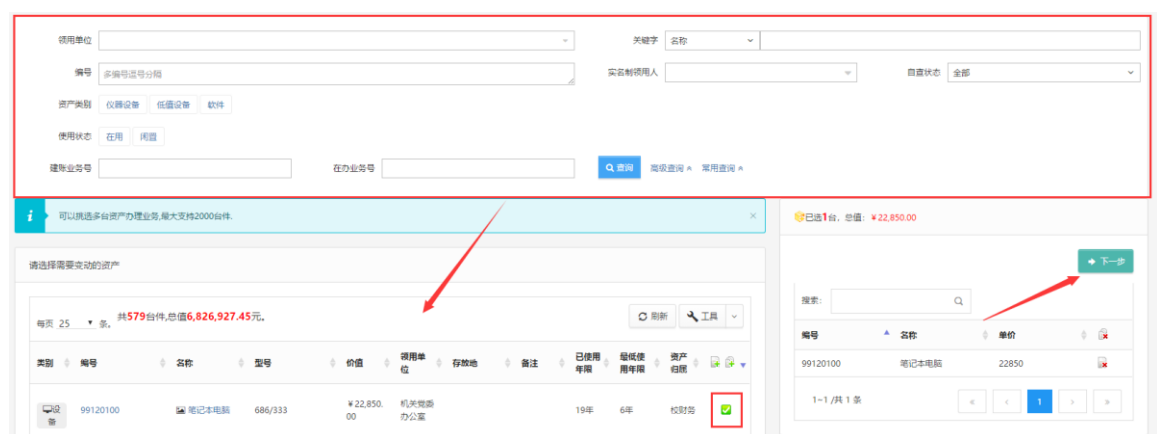 领用单位 关键字 名称
编号 多编号逗号分隔 实名制领用人 自查状态 全部
资产类别 仪器设备 低值设备 软件
使用状态 在用 闲置
建账业务号 在办业务号 查询 高级查询 常用查询
i 可以挑选多台资产办理业务,最大支持2000台件. ×
已选1台, 总值: ¥22,850.00
请选择需要变动的资产
下一步
每页 25 条, 共579台件,总值6,826,927.45元。 刷新 工具
搜索:
类别 编号 名称 型号 价值 领用单位 存放地 备注 已使用年限 最低使用年限 资产归属
编号 名称 单价
设备 99120100 笔记本电脑 686/333 ¥22,850.00 机关党委办公室 19年 6年 校财务
99120100 笔记本电脑 22850
1~1 /共 1 条 « ‹ 1 › »